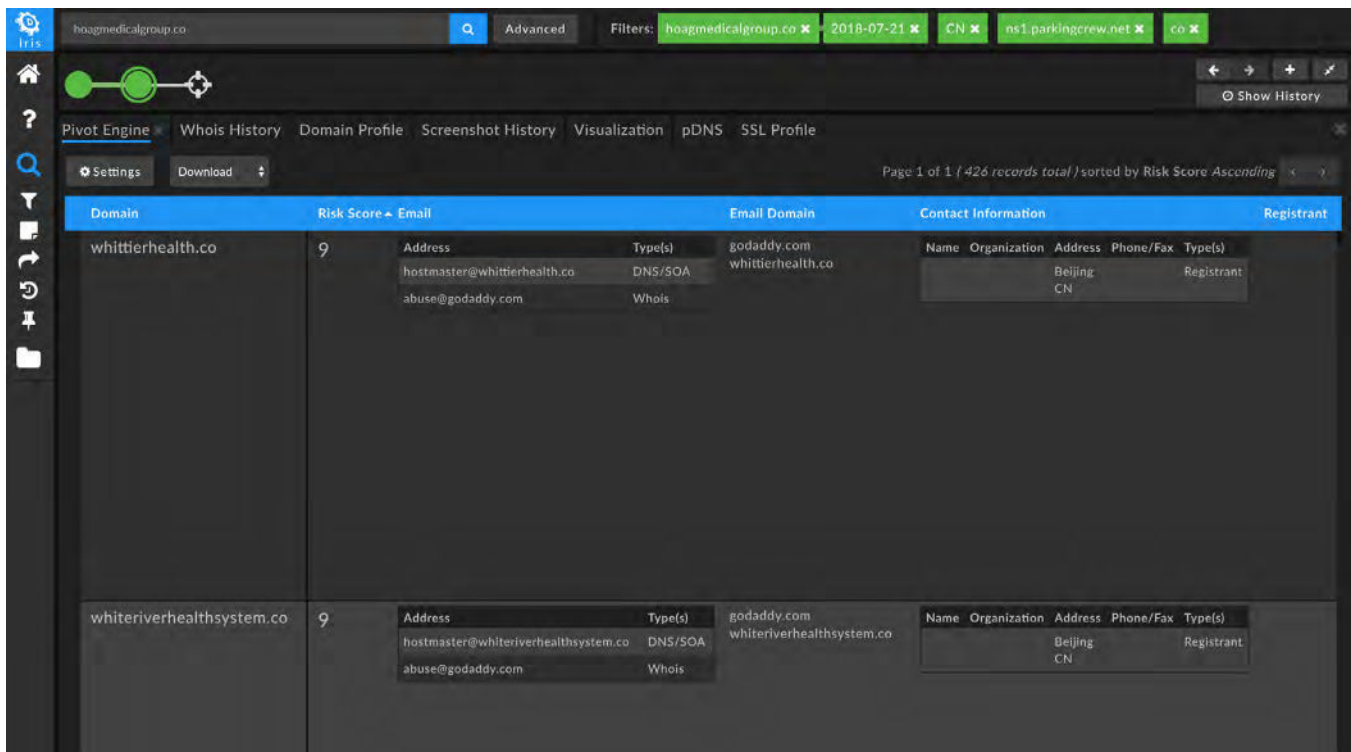 Iris
hoagmedicalgroup.co Advanced Filters: hoagmedicalgroup.co × 2018-07-21 × CN × ns1.parkingcrew.net × co ×
Show History
?
Pivot Engine × Whois History Domain Profile Screenshot History Visualization pDNS SSL Profile
Settings Download Page 1 of 1 ( 426 records total ) sorted by Risk Score Ascending
Domain Risk Score Email Email Domain Contact Information Registrant
whittierhealth.co 9 Address Type(s) godaddy.com Name Organization Address Phone/Fax Type(s)
hostmaster@whittierhealth.co DNS/SOA whittierhealth.co Beijing Registrant
abuse@godaddy.com Whois CN
whiteriverhealthsystem.co 9 Address Type(s) godaddy.com Name Organization Address Phone/Fax Type(s)
hostmaster@whiteriverhealthsystem.co DNS/SOA whiteriverhealthsystem.co Beijing Registrant
abuse@godaddy.com Whois CN